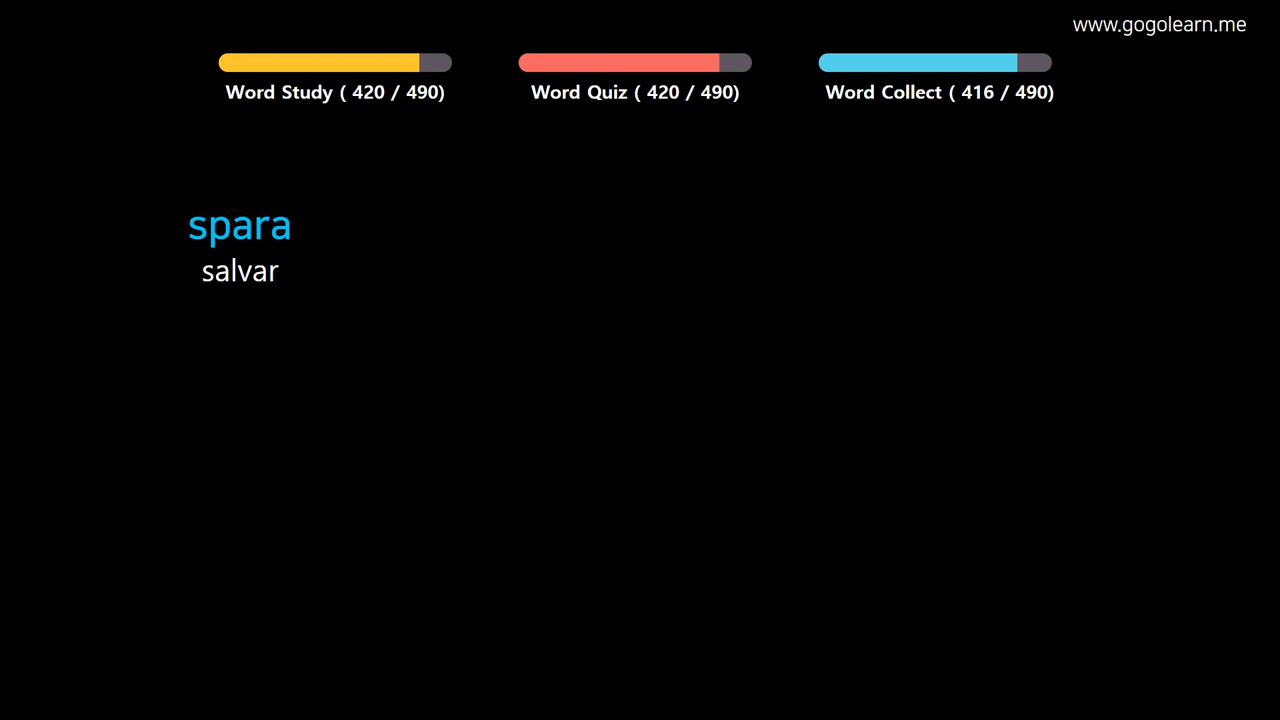 www.gogolearn.me
Word Study ( 420 / 490)
Word Quiz ( 420 / 490)
Word Collect ( 416 / 490)
spara
salvar